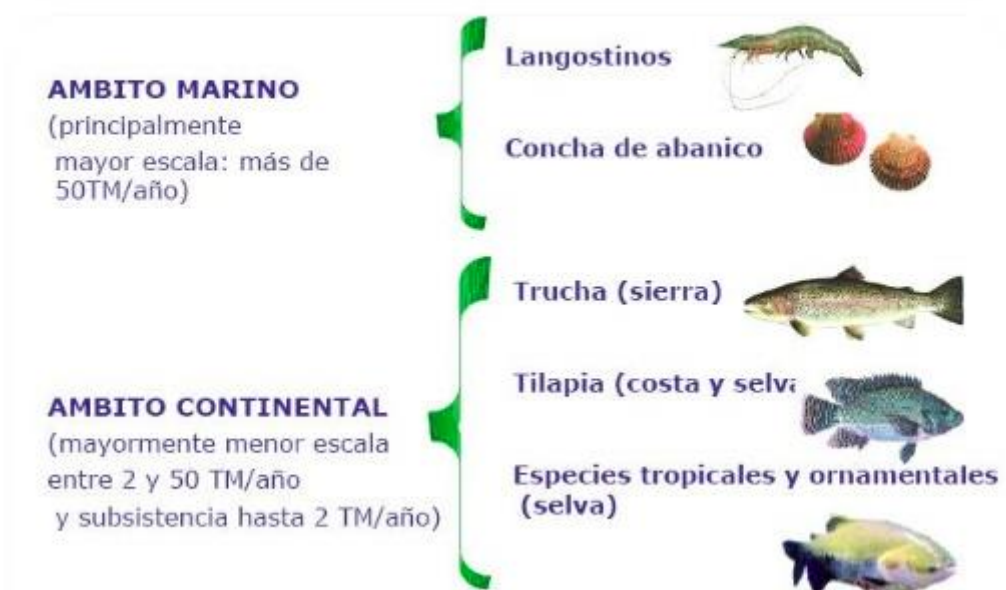 AMBITO MARINO
(principalmente
mayor escala: más de
50TM/año)
Langostinos
Concha de abanico
AMBITO CONTINENTAL
(mayormente menor escala
entre 2 y 50 TM/año
y subsistencia hasta 2 TM/año)
Trucha (sierra)
Tilapia (costa y selva
Especies tropicales y ornamentales
(selva)